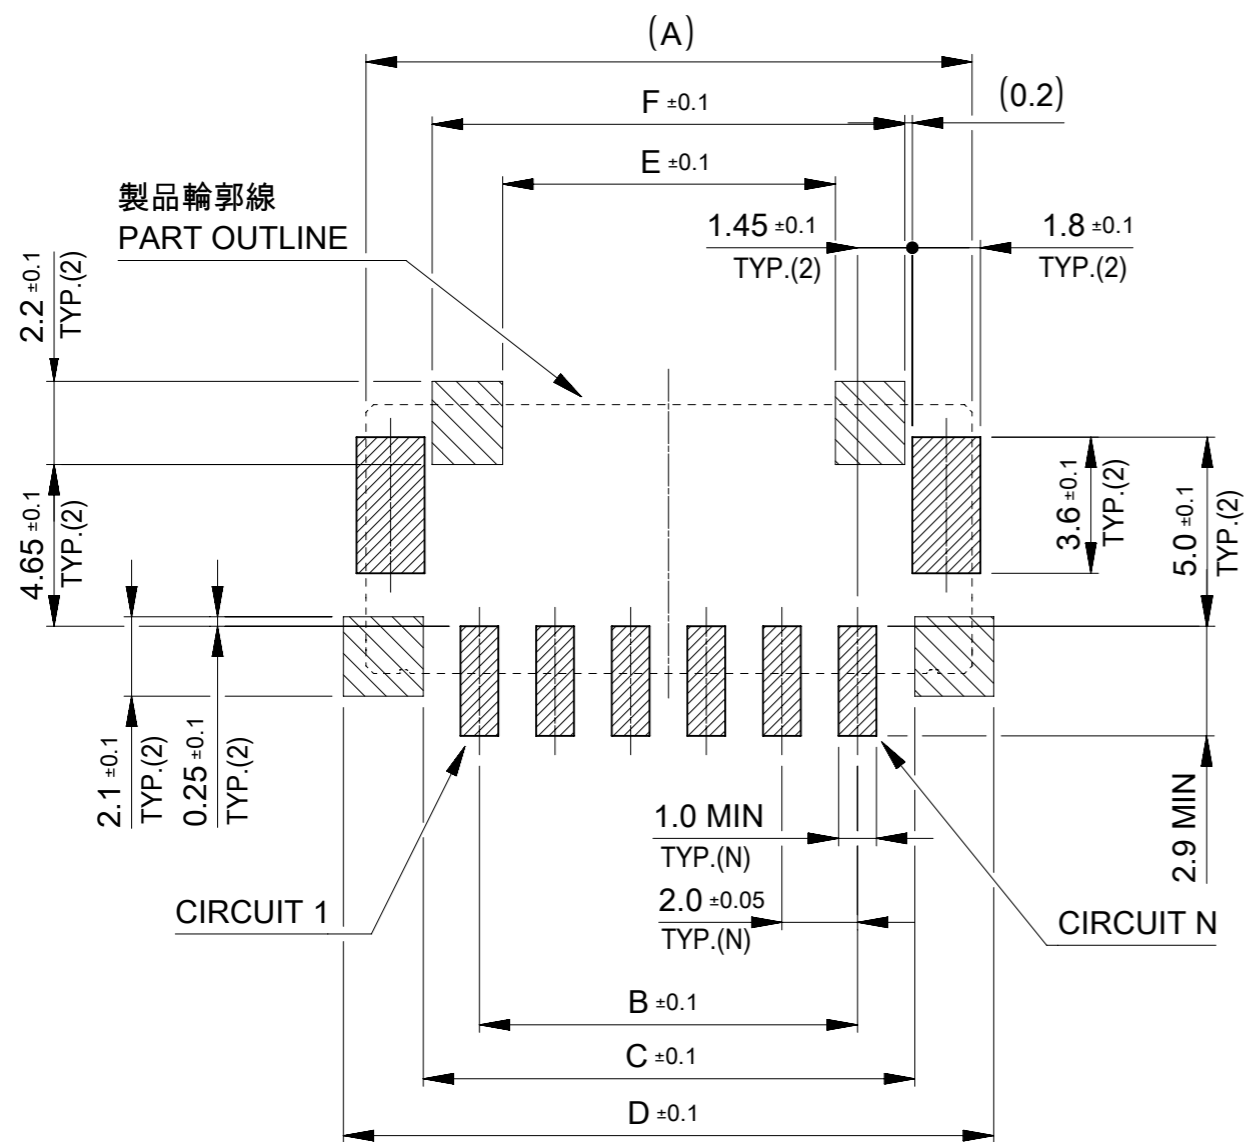 (A)
F ±0.1
(0.2)
E ±0.1
製品輪郭線
PART OUTLINE
1.45 ±0.1
TYP.(2)
1.8 ±0.1
TYP.(2)
2.2 ±0.1
TYP.(2)
4.65 ±0.1
TYP.(2)
3.6 ±0.1
TYP.(2)
5.0 ±0.1
TYP.(2)
2.1 ±0.1
TYP.(2)
0.25 ±0.1
TYP.(2)
2.9 MIN
1.0 MIN
TYP.(N)
2.0 ±0.05
TYP.(N)
CIRCUIT 1
CIRCUIT N
B ±0.1
C ±0.1
D ±0.1